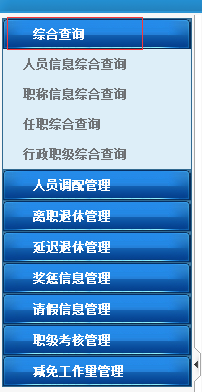 综合查询
人员信息综合查询
职称信息综合查询
任职综合查询
行政职级综合查询
人员调配管理
离职退休管理
延迟退休管理
奖惩信息管理
请假信息管理
职级考核管理
减免工作量管理